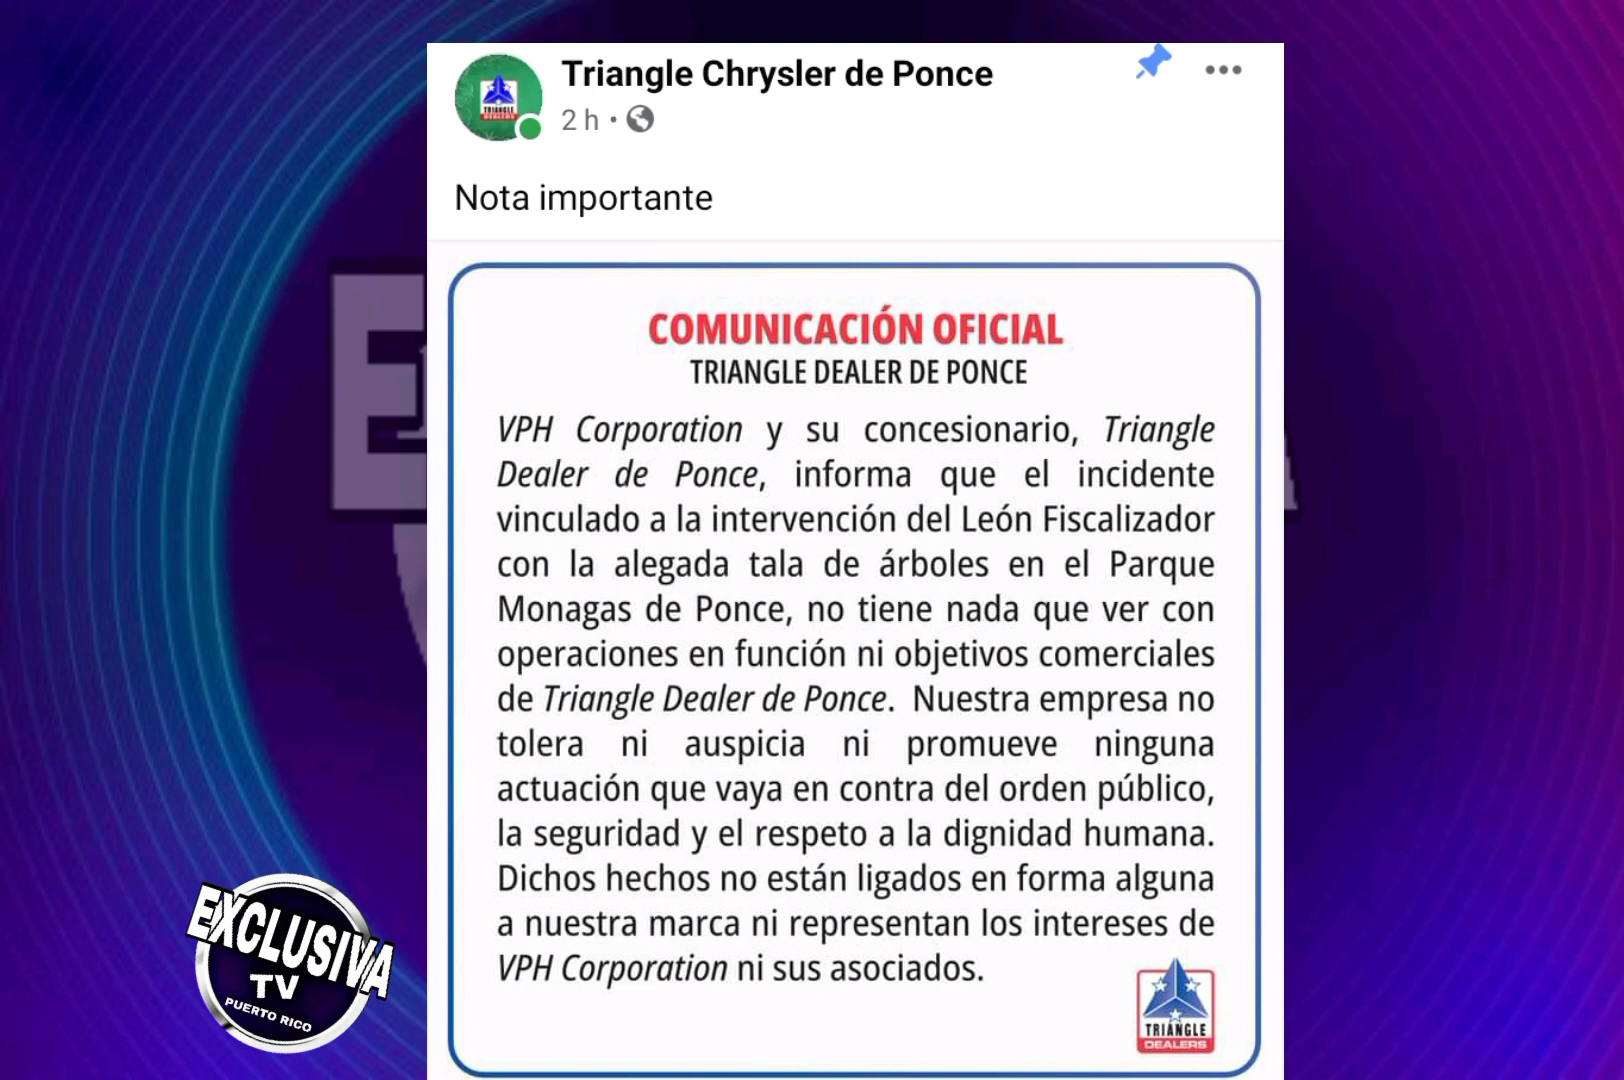 Triangle Chrysler de Ponce
2 h
Nota importante
COMUNICACIÓN OFICIAL
TRIANGLE DEALER DE PONCE
VPH Corporation y su concesionario, Triangle
Dealer de Ponce, informa que el incidente
vinculado a la intervención del León Fiscalizador
con la alegada tala de árboles en el Parque
Monagas de Ponce, no tiene nada que ver con
operaciones en función ni objetivos comerciales
de Triangle Dealer de Ponce. Nuestra empresa no
tolera ni auspicia ni promueve ninguna
actuación que vaya en contra del orden público,
la seguridad y el respeto a la dignidad humana.
Dichos hechos no están ligados en forma alguna
a nuestra marca ni representan los intereses de
VPH Corporation ni sus asociados.
TRIANGLE
DEALERS
TRIANGLE
DEALERS
EXCLUSIVA
TV
PUERTO RICO